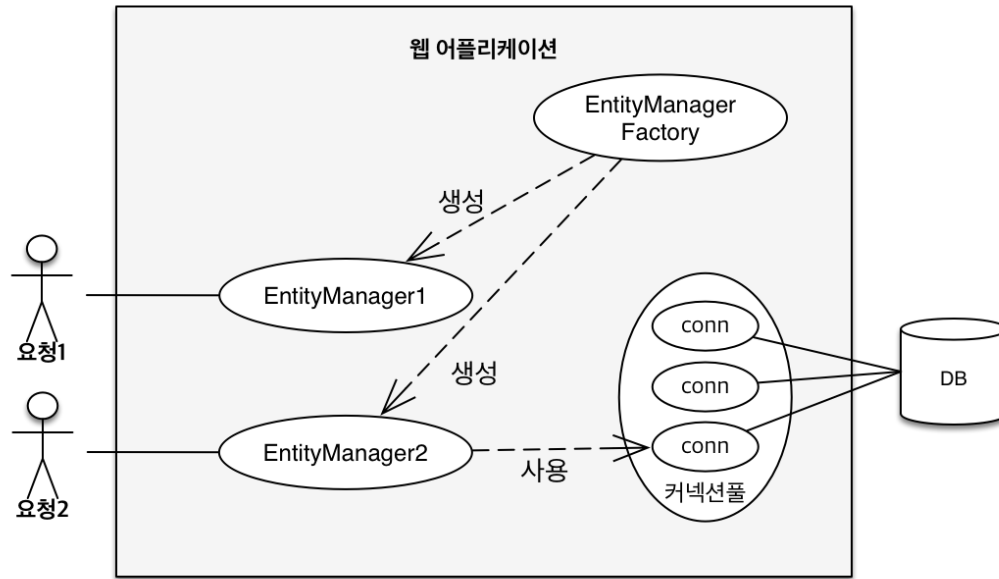 웹 어플리케이션
EntityManager
Factory
생성
EntityManager1
요청1
conn
생성
conn
DB
EntityManager2
conn
사용
커넥션풀
요청2